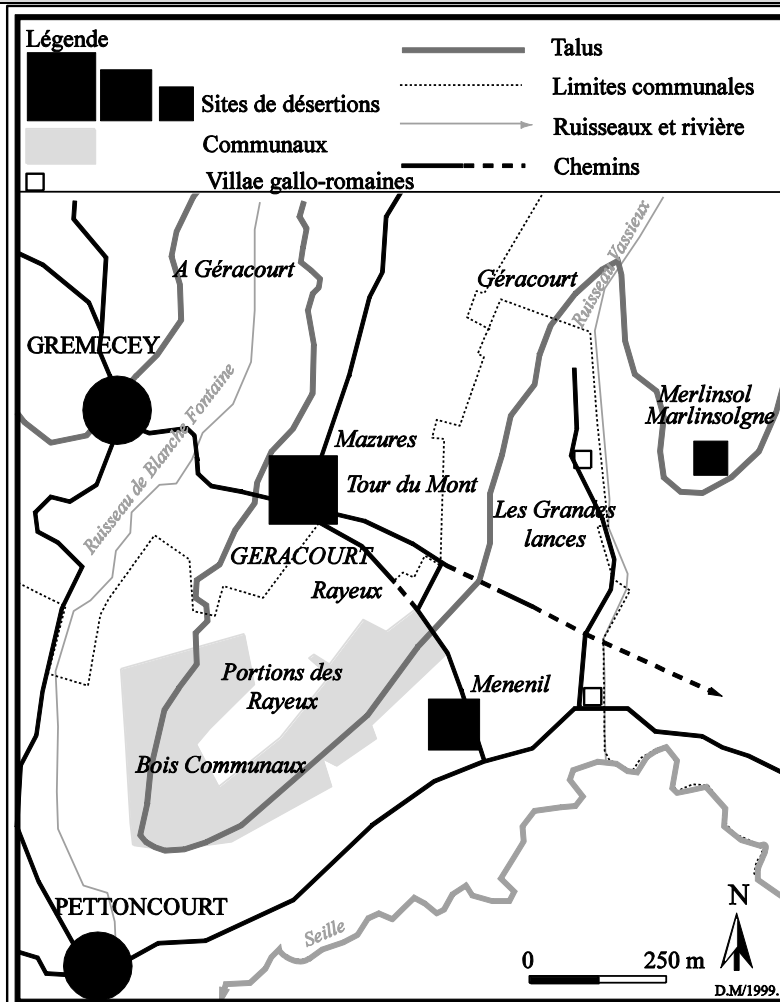 Légende
Sites de désertions
Communaux
Villae gallo-romaines
Talus
Limites communales
Ruisseaux et rivière
Chemins
A Géracourt
Géracourt
Ruisseau Vassieux
GREMECEY
Merlinsol
Marlinsolgne
Ruisseau de Blanche Fontaine
Mazures
Tour du Mont
Les Grandes
lances
GERACOURT
Rayeux
Portions des
Rayeux
Menenil
Bois Communaux
PETTONCOURT
Seille
N
0 250 m
D.M/1999.